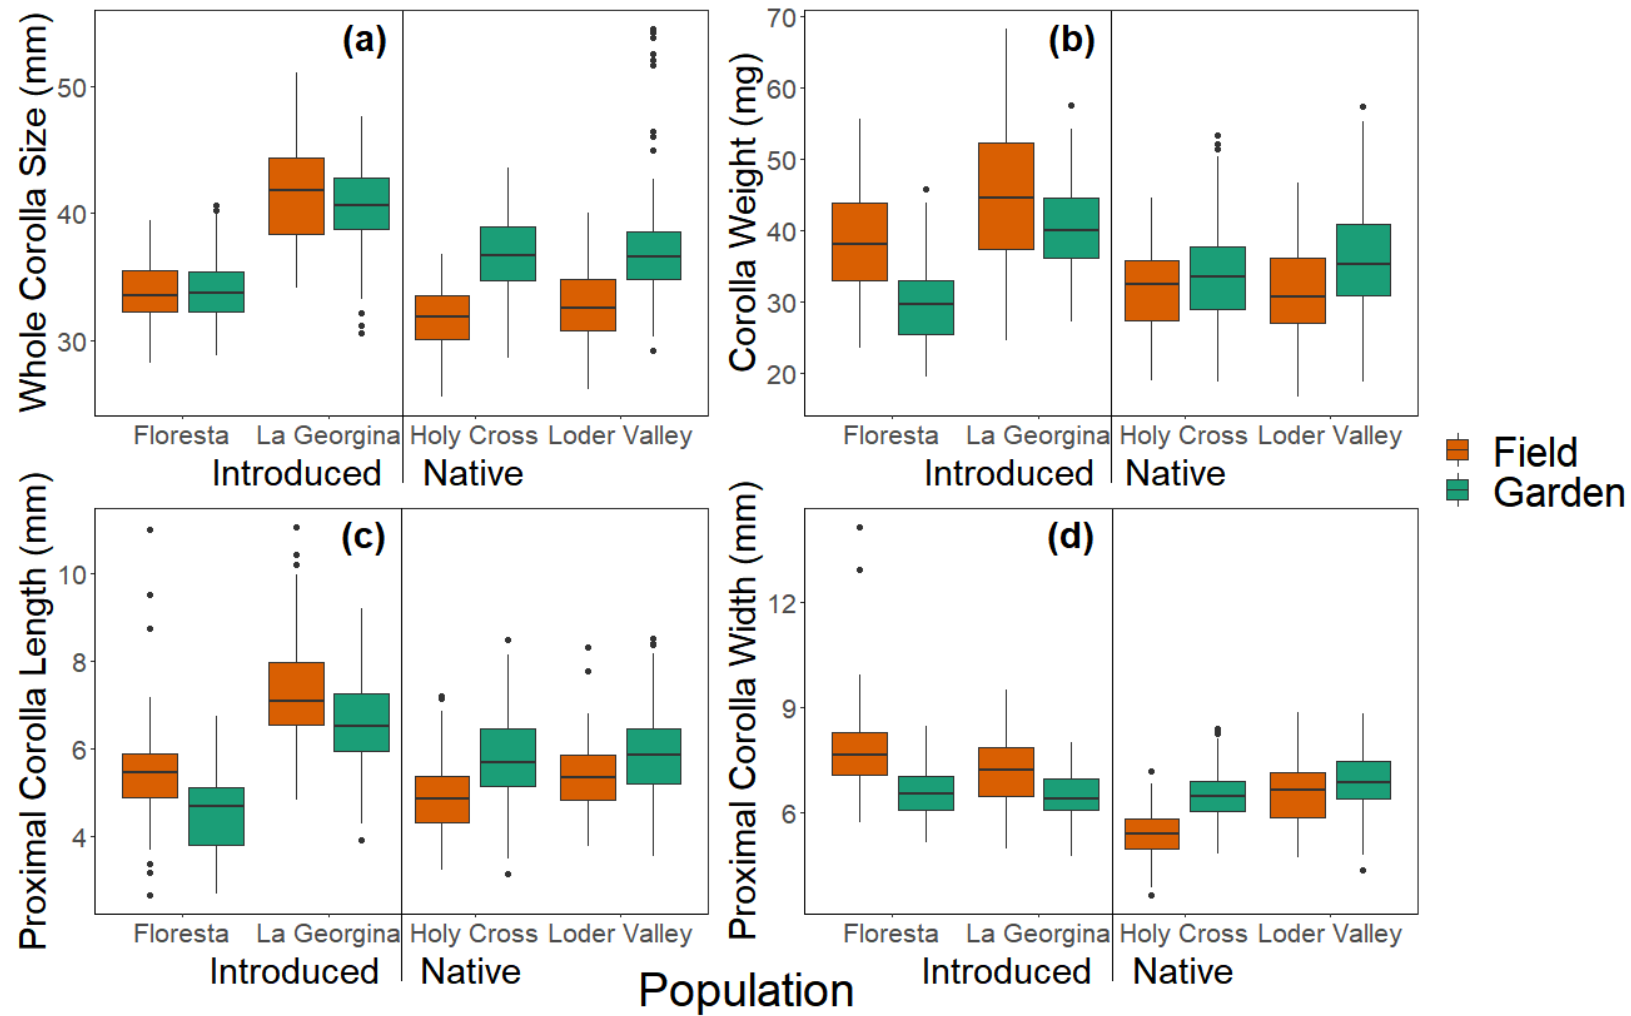 Whole Corolla Size (mm)
50
40
30
(a)
Floresta La Georgina Holy Cross Loder Valley
Introduced Native
Corolla Weight (mg)
70
60
50
40
30
20
(b)
Floresta La Georgina Holy Cross Loder Valley
Introduced Native
Field
Garden
Proximal Corolla Length (mm)
10
8
6
4
(c)
Floresta La Georgina Holy Cross Loder Valley
Introduced Native
Proximal Corolla Width (mm)
12
9
6
(d)
Floresta La Georgina Holy Cross Loder Valley
Introduced Native
Population